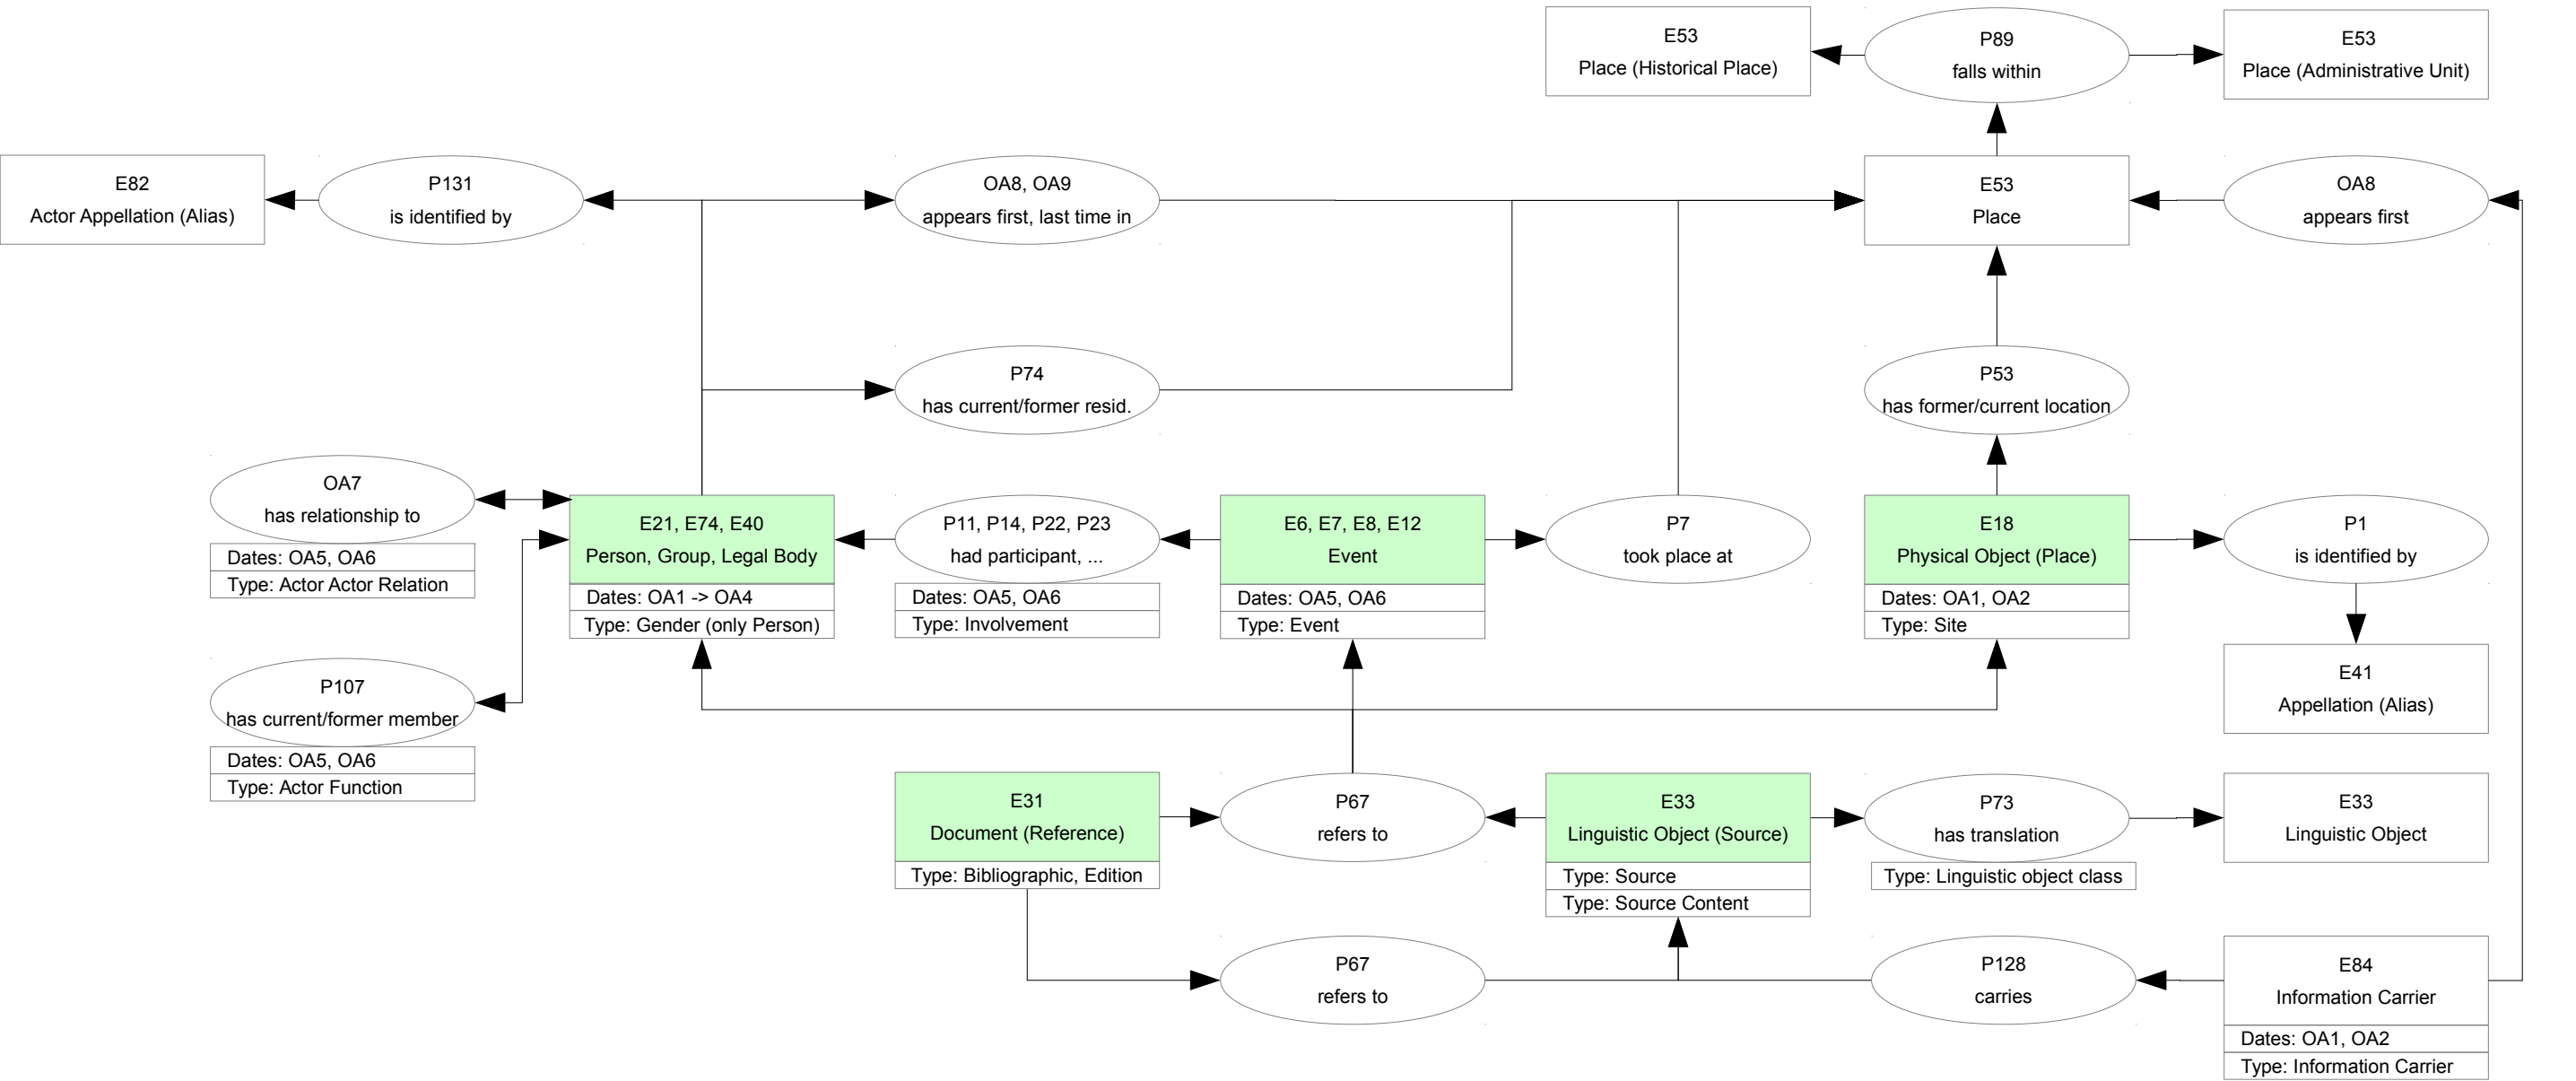 E53
Place (Historical Place)
P89
falls within
E53
Place (Administrative Unit)
E82
Actor Appellation (Alias)
P131
is identified by
OA8, OA9
appears first, last time in
E53
Place
OA8
appears first
P74
has current/former resid.
P53
has former/current location
OA7
has relationship to
Dates: OA5, OA6
Type: Actor Actor Relation
E21, E74, E40
Person, Group, Legal Body
Dates: OA1 -> OA4
Type: Gender (only Person)
P11, P14, P22, P23
had participant, ...
Dates: OA5, OA6
Type: Involvement
E6, E7, E8, E12
Event
Dates: OA5, OA6
Type: Event
P7
took place at
E18
Physical Object (Place)
Dates: OA1, OA2
Type: Site
P1
is identified by
P107
has current/former member
Dates: OA5, OA6
Type: Actor Function
E41
Appellation (Alias)
E31
Document (Reference)
Type: Bibliographic, Edition
P67
refers to
E33
Linguistic Object (Source)
Type: Source
Type: Source Content
P73
has translation
Type: Linguistic object class
E33
Linguistic Object
P67
refers to
P128
carries
E84
Information Carrier
Dates: OA1, OA2
Type: Information Carrier